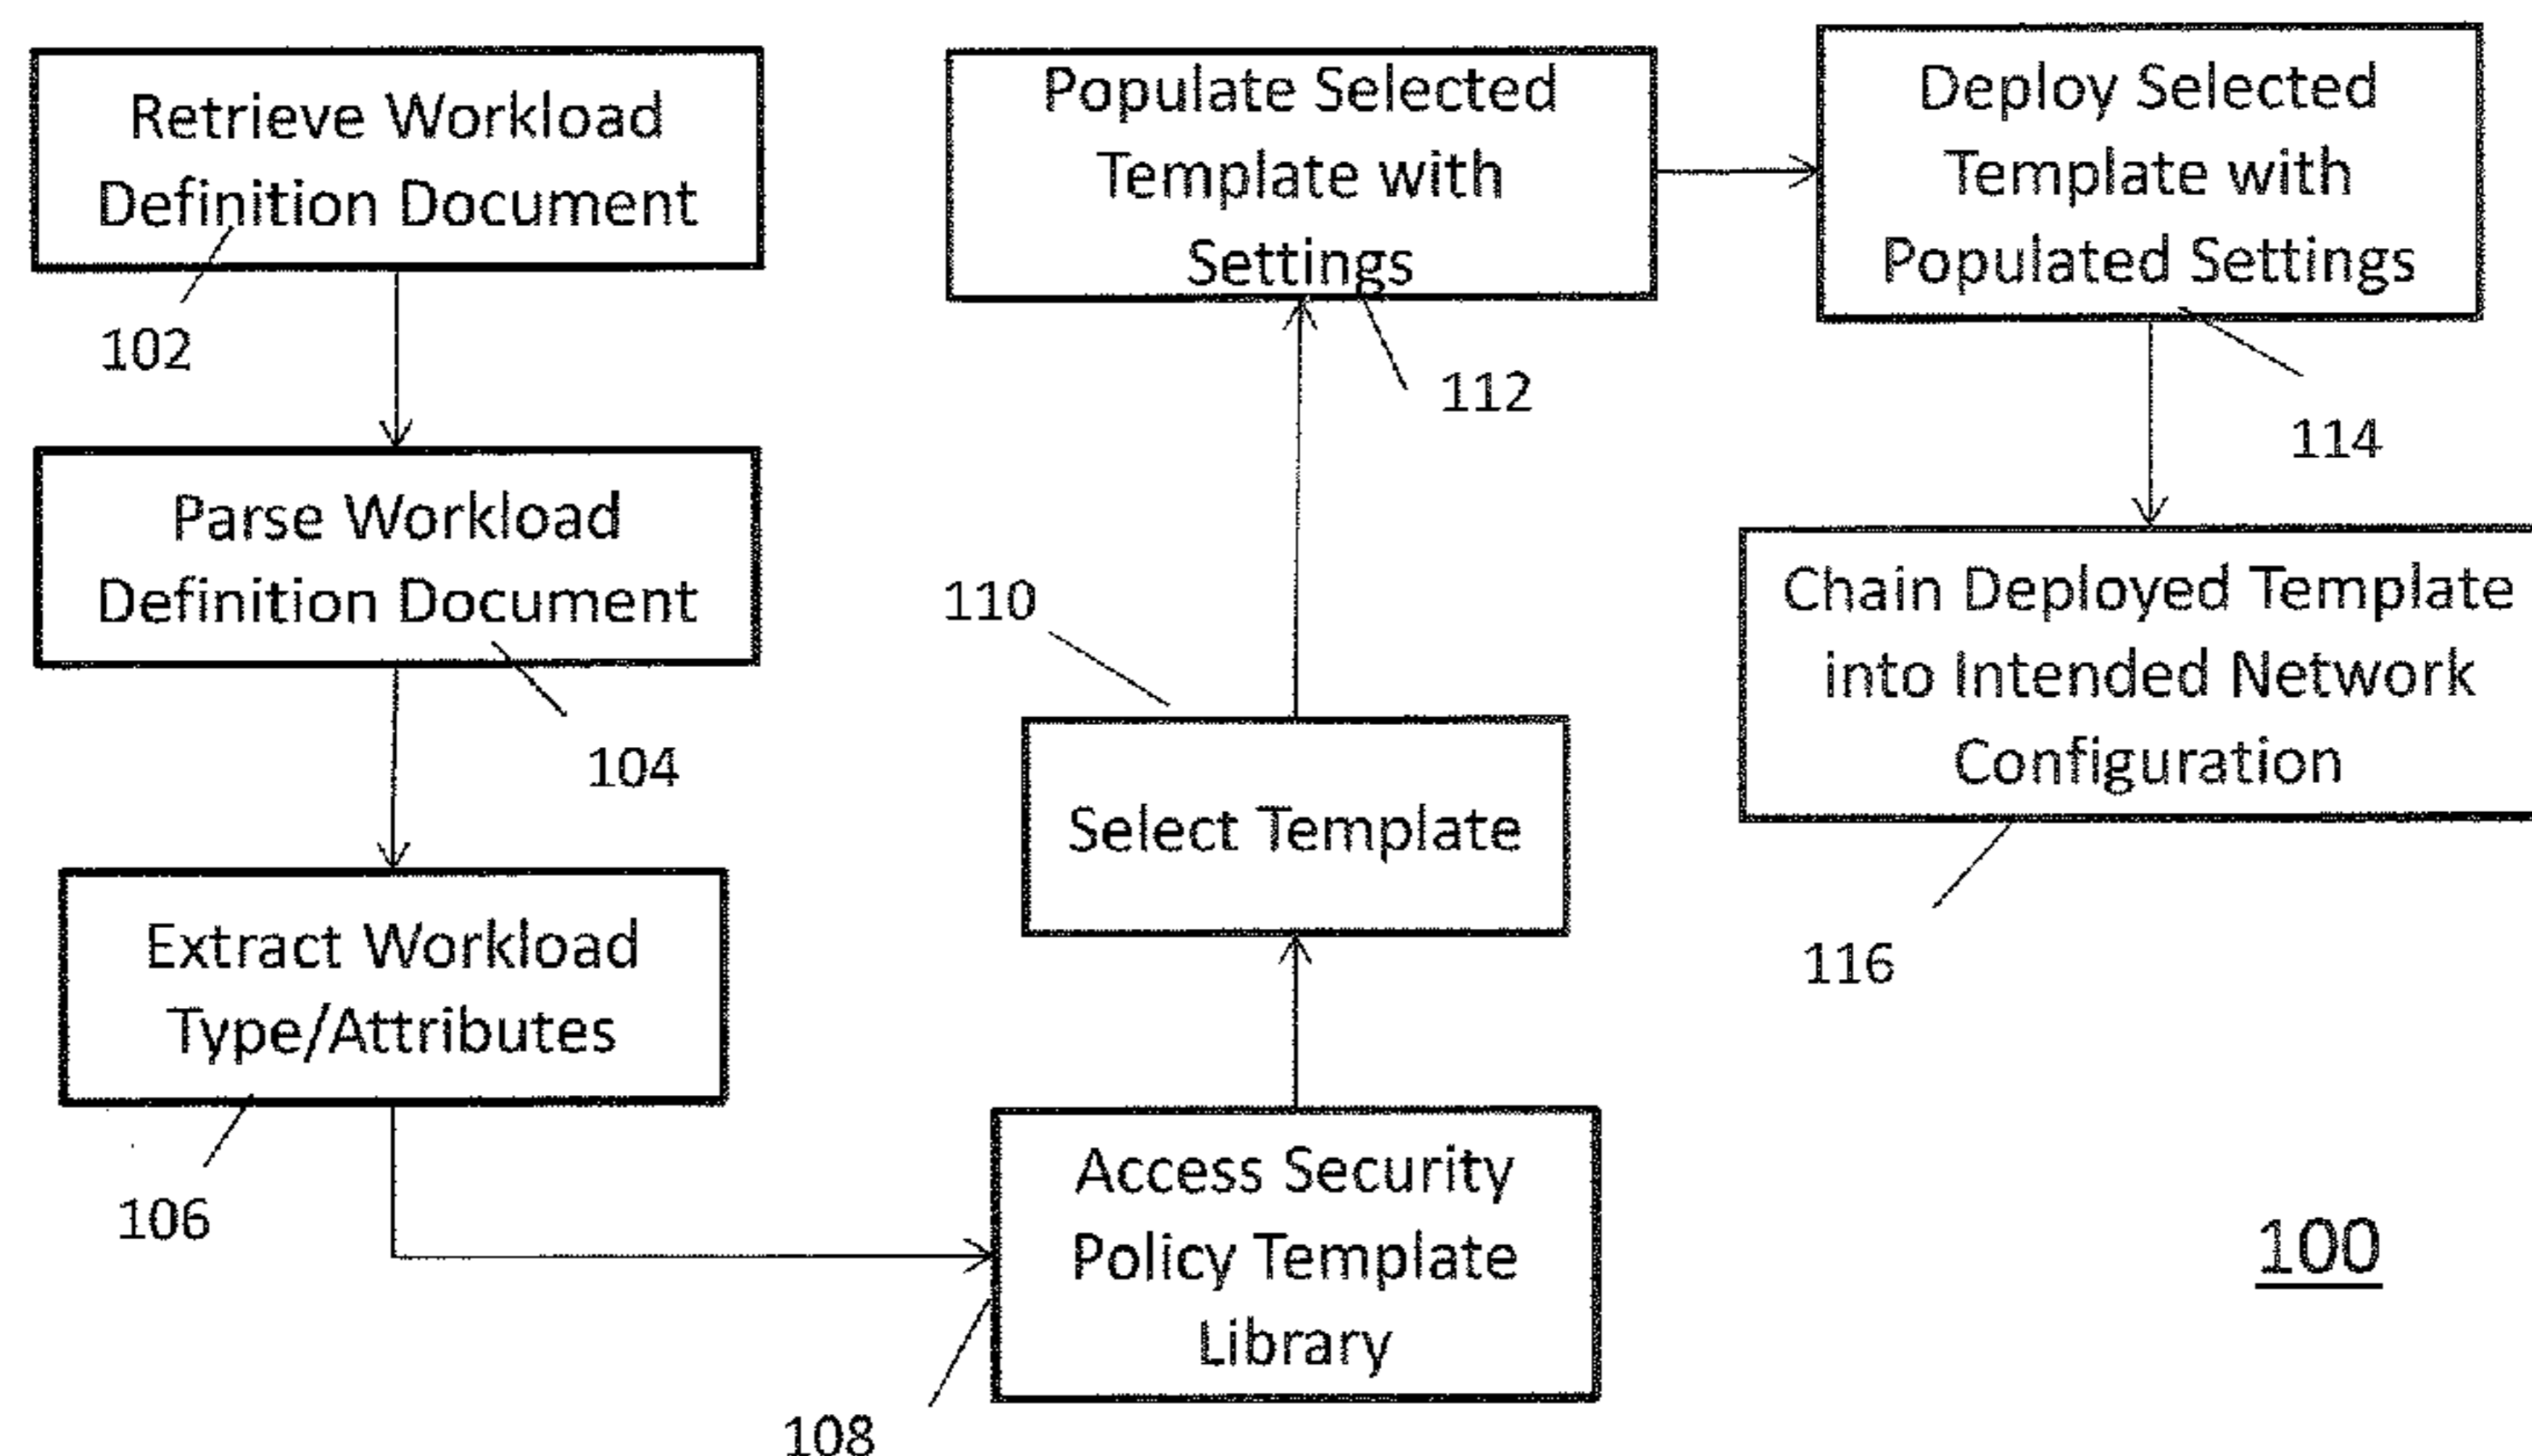 Retrieve Workload
Definition Document
102
Parse Workload
Definition Document
104
Extract Workload
Type/Attributes
106
Access Security
Policy Template
Library
108
110
Select Template
Populate Selected
Template with
Settings
112
Deploy Selected
Template with
Populated Settings
114
Chain Deployed Template
into Intended Network
Configuration
116
100